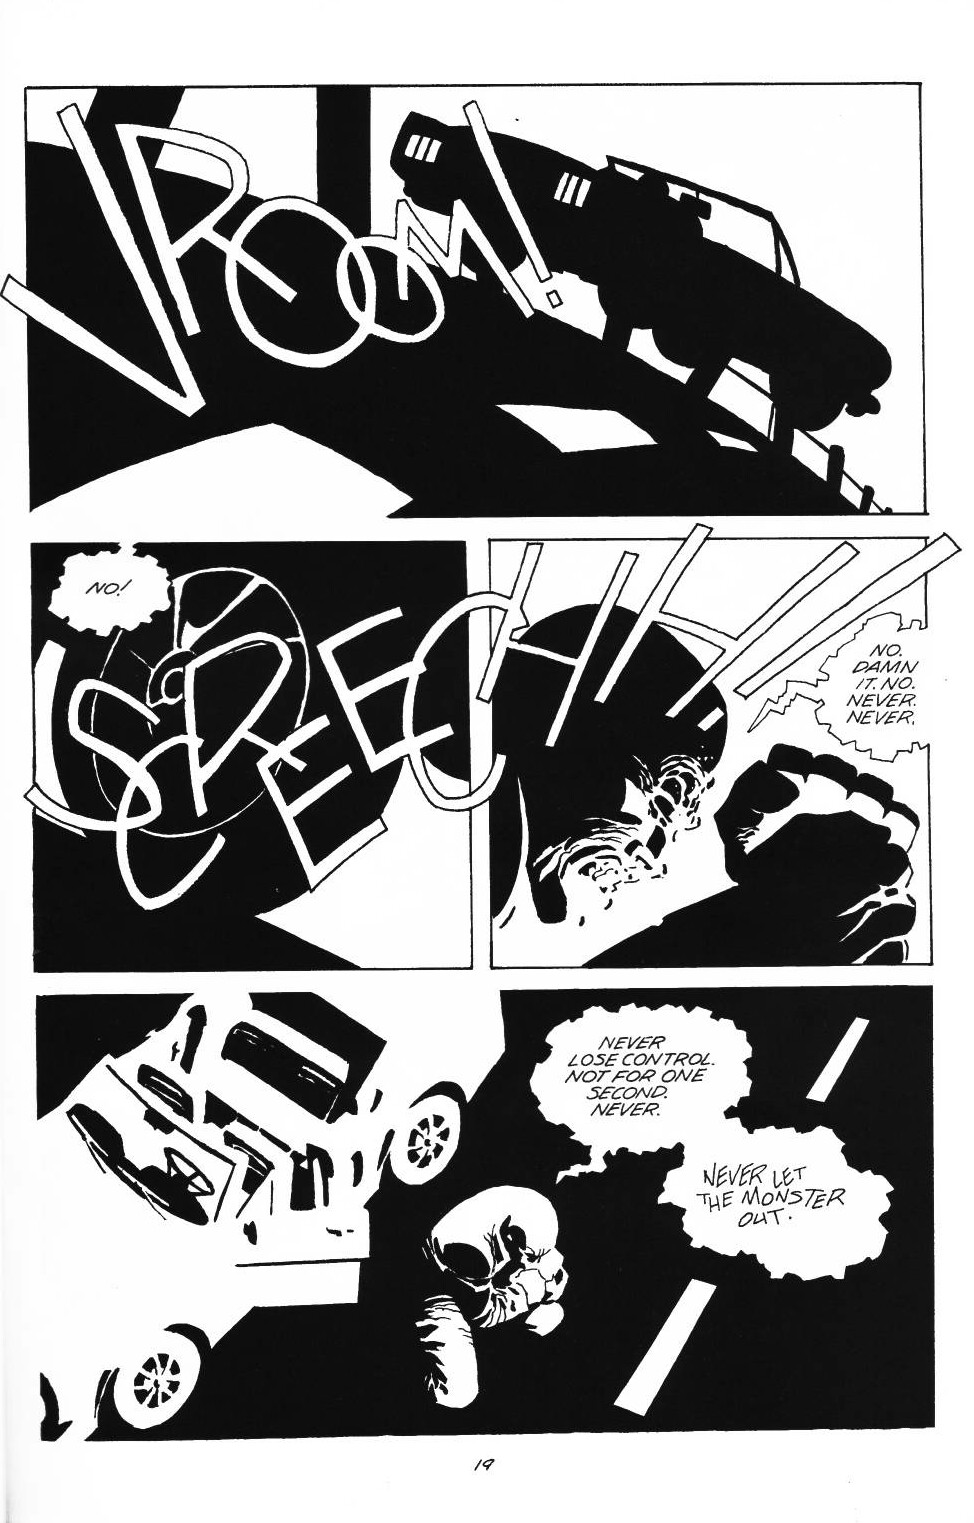 VROOM!
NO!
SCREEECHHH!!
NO.
DAMN
IT. NO.
NEVER.
NEVER.
NEVER
LOSE CONTROL.
NOT FOR ONE
SECOND.
NEVER.
NEVER LET
THE MONSTER
OUT.
19